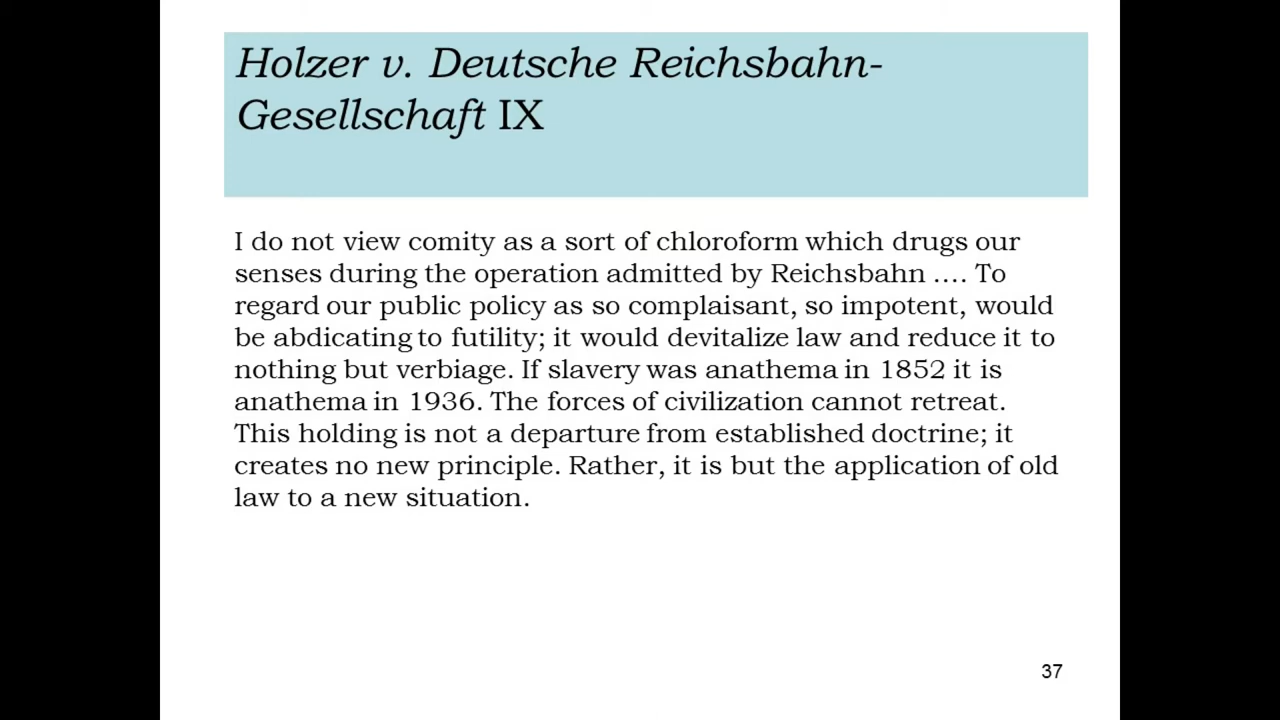 Holzer v. Deutsche Reichsbahn-
Gesellschaft IX
I do not view comity as a sort of chloroform which drugs our
senses during the operation admitted by Reichsbahn .... To
regard our public policy as so complaisant, so impotent, would
be abdicating to futility; it would devitalize law and reduce it to
nothing but verbiage. If slavery was anathema in 1852 it is
anathema in 1936. The forces of civilization cannot retreat.
This holding is not a departure from established doctrine; it
creates no new principle. Rather, it is but the application of old
law to a new situation.
37